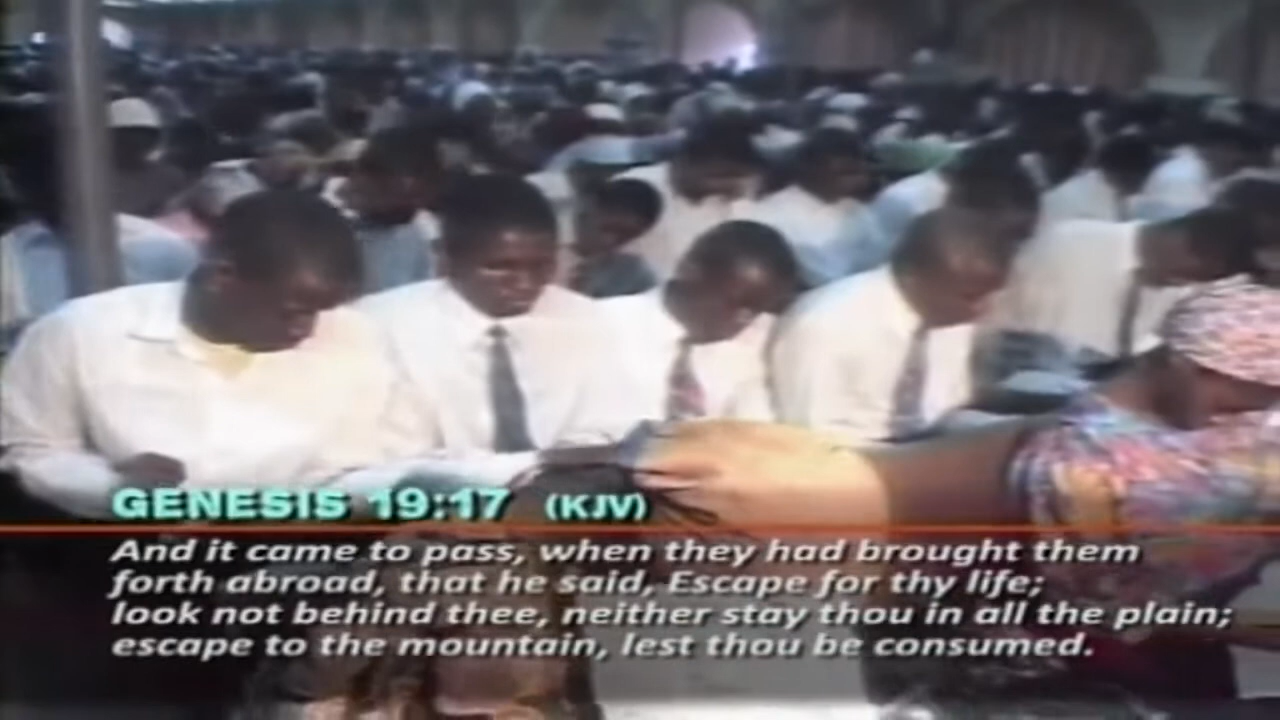 GENESIS 19:17 (KJV)
And it came to pass, when they had brought them
forth abroad, that he said, Escape for thy life;
look not behind thee, neither stay thou in all the plain;
escape to the mountain, lest thou be consumed.